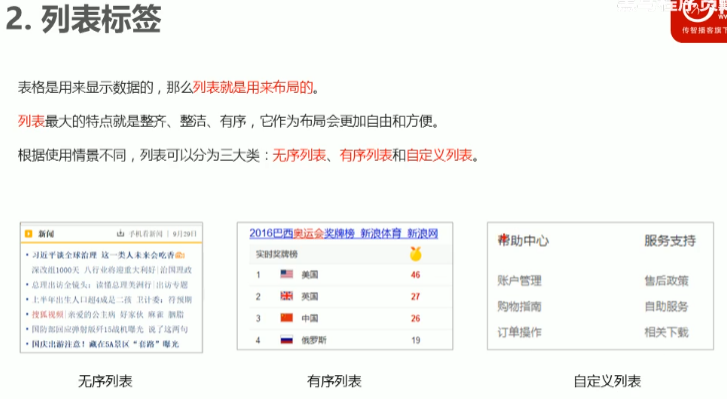 2. 列表标签
传智播客旗下
表格是用来显示数据的，那么列表就是用来布局的。
列表最大的特点就是整齐、整洁、有序，它作为布局会更加自由和方便。
根据使用情景不同，列表可以分为三大类：无序列表、有序列表和自定义列表。
新闻 手机看新闻 | 9月29日
习近平谈全球治理 这一类人未来会吃香
深改组1000天 八行业将迎重大利好|治国理政
总理出访全镜头：读懂总理美洲行|出访专题
上半年出生人口超4成是二孩 卫计委：符预期
搜狐视频|亲爱的公主病 好家伙 麻雀 胭脂
国防部回应弹射版歼15战机曝光 说了这两句
国庆出游注意！藏在5A景区“套路”曝光
2016巴西奥运会奖牌榜 新浪体育 新浪网
实时奖牌榜
1 美国 46
2 英国 27
3 中国 26
4 俄罗斯 19
帮助中心 服务支持
账户管理 售后政策
购物指南 自助服务
订单操作 相关下载
无序列表 有序列表 自定义列表